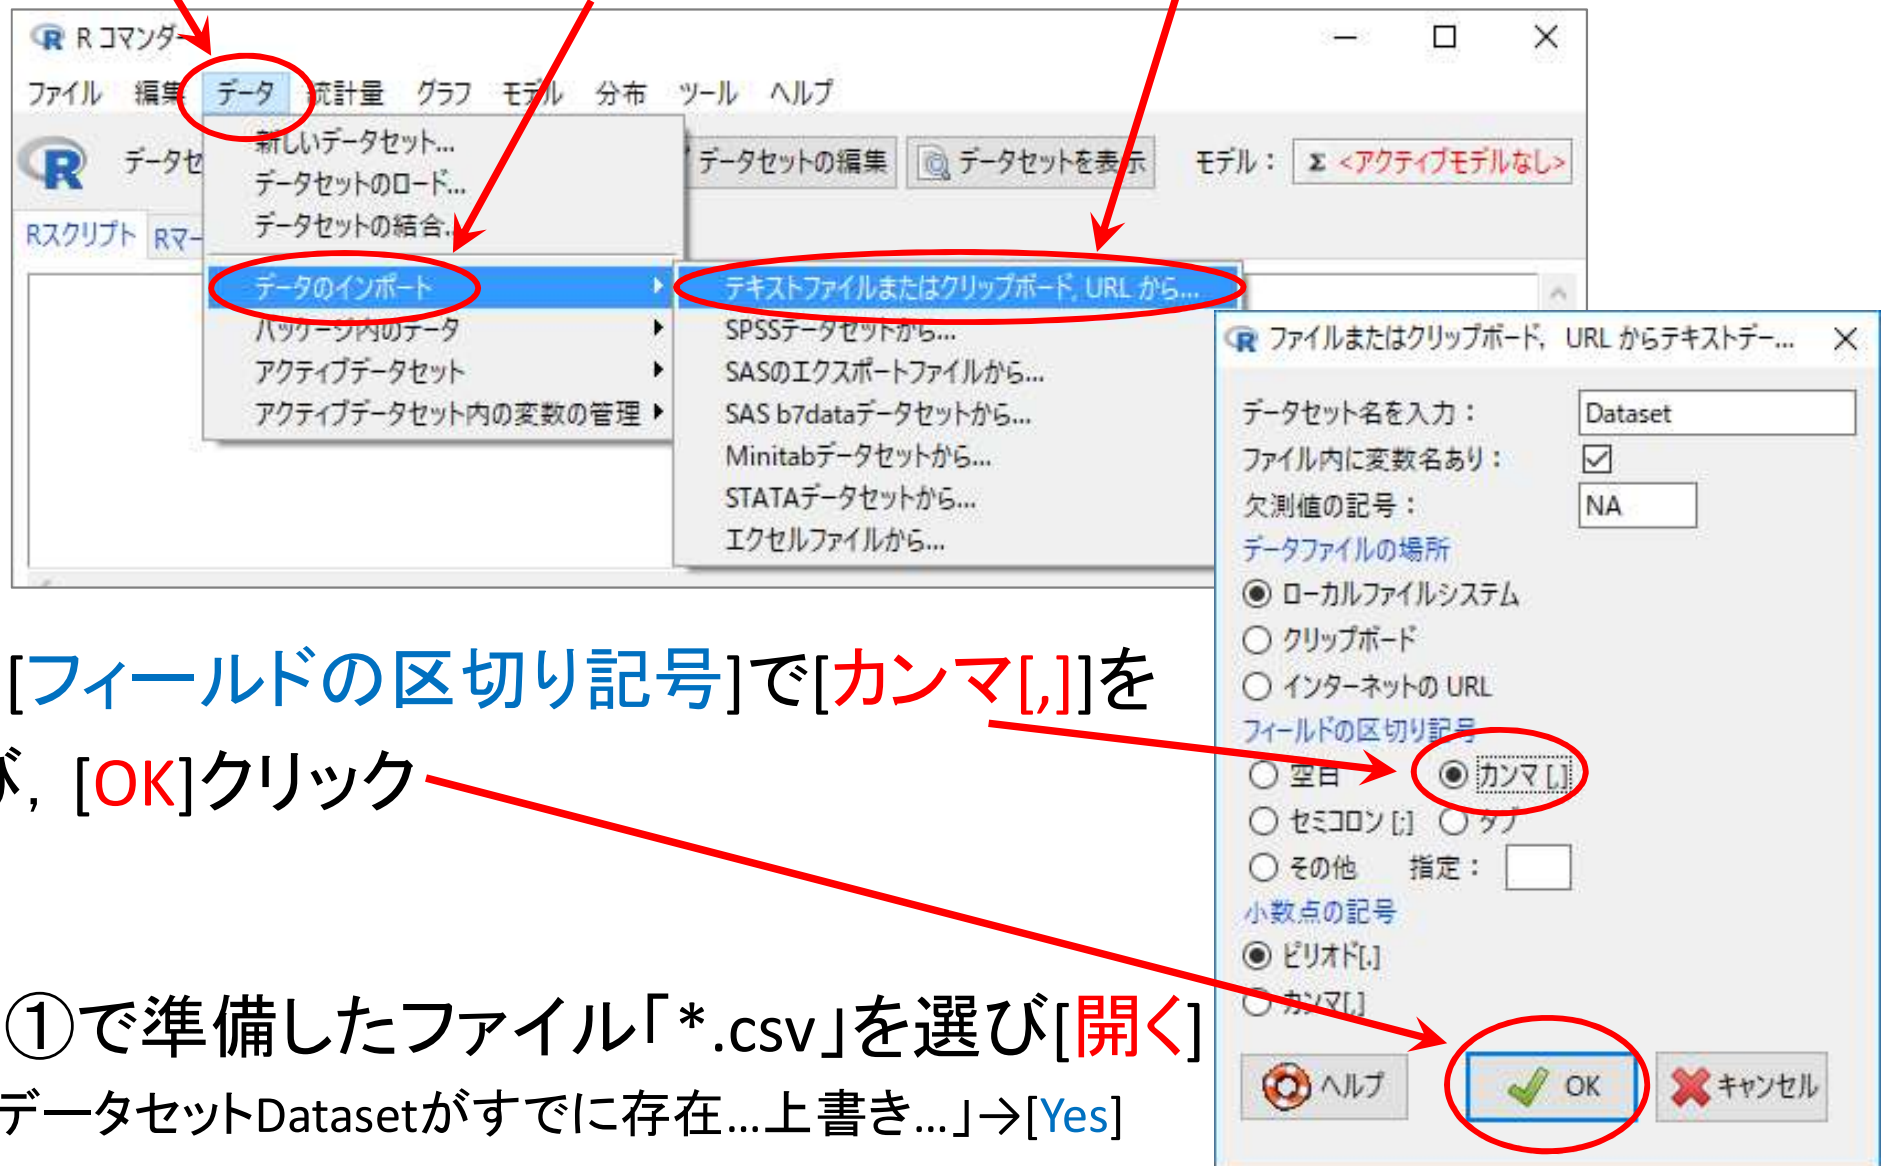 R コマンダー
ファイル 編集 データ 統計量 グラフ モデル 分布 ツール ヘルプ
データセ
データセットの編集 データセットを表示 モデル： Σ <アクティブモデルなし>
Rスクリプト Rマー
新しいデータセット...
データセットのロード...
データセットの結合...
データのインポート
パッケージ内のデータ
アクティブデータセット
アクティブデータセット内の変数の管理
テキストファイルまたはクリップボード, URL から...
SPSSデータセットから...
SASのエクスポートファイルから...
SAS b7dataデータセットから...
Minitabデータセットから...
STATAデータセットから...
エクセルファイルから...
ファイルまたはクリップボード， URL からテキストデー...
データセット名を入力： Dataset
ファイル内に変数名あり：
欠測値の記号： NA
データファイルの場所
ローカルファイルシステム
クリップボード
インターネットの URL
フィールドの区切り記号
空白 カンマ [,]
セミコロン [;] タブ
その他 指定：
小数点の記号
ピリオド[.]
カンマ[,]
ヘルプ OK キャンセル
[フィールドの区切り記号]で[カンマ[,]]を
び，[OK]クリック
①で準備したファイル「*.csv」を選び[開く]
データセットDatasetがすでに存在...上書き...」→[Yes]